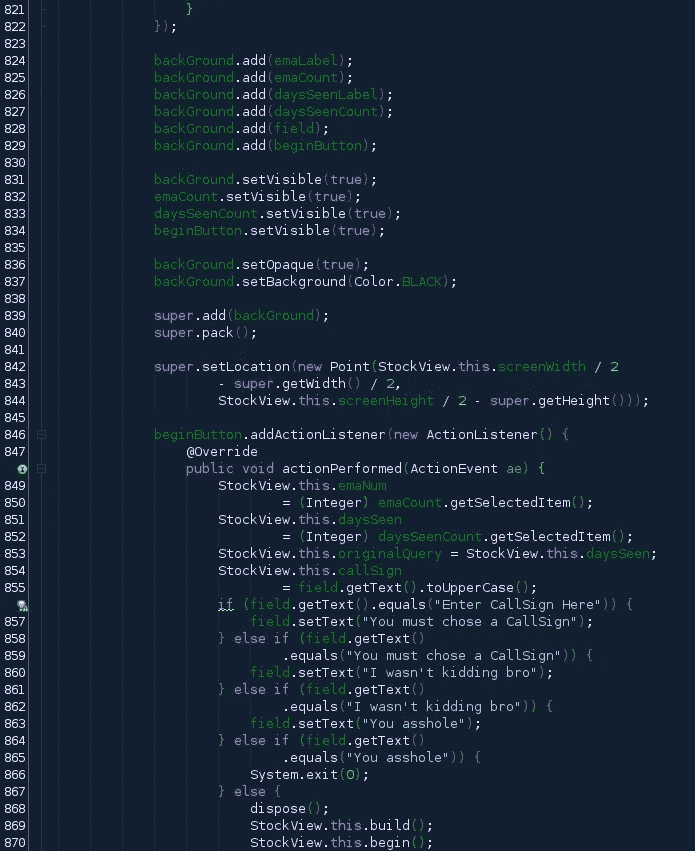 821 }
822 });
823
824 backGround.add(emaLabel);
825 backGround.add(emaCount);
826 backGround.add(daysSeenLabel);
827 backGround.add(daysSeenCount);
828 backGround.add(field);
829 backGround.add(beginButton);
830
831 backGround.setVisible(true);
832 emaCount.setVisible(true);
833 daysSeenCount.setVisible(true);
834 beginButton.setVisible(true);
835
836 backGround.setOpaque(true);
837 backGround.setBackground(Color.BLACK);
838
839 super.add(backGround);
840 super.pack();
841
842 super.setLocation(new Point(StockView.this.screenWidth / 2
843 - super.getWidth() / 2,
844 StockView.this.screenHeight / 2 - super.getHeight()));
845
846 beginButton.addActionListener(new ActionListener() {
847 @Override
public void actionPerformed(ActionEvent ae) {
849 StockView.this.emaNum
850 = (Integer) emaCount.getSelectedItem();
851 StockView.this.daysSeen
852 = (Integer) daysSeenCount.getSelectedItem();
853 StockView.this.originalQuery = StockView.this.daysSeen;
854 StockView.this.callSign
855 = field.getText().toUpperCase();
if (field.getText().equals("Enter CallSign Here")) {
857 field.setText("You must chose a CallSign");
858 } else if (field.getText()
859 .equals("You must chose a CallSign")) {
860 field.setText("I wasn't kidding bro");
861 } else if (field.getText()
862 .equals("I wasn't kidding bro")) {
863 field.setText("You asshole");
864 } else if (field.getText()
865 .equals("You asshole")) {
866 System.exit(0);
867 } else {
868 dispose();
869 StockView.this.build();
870 StockView.this.begin();